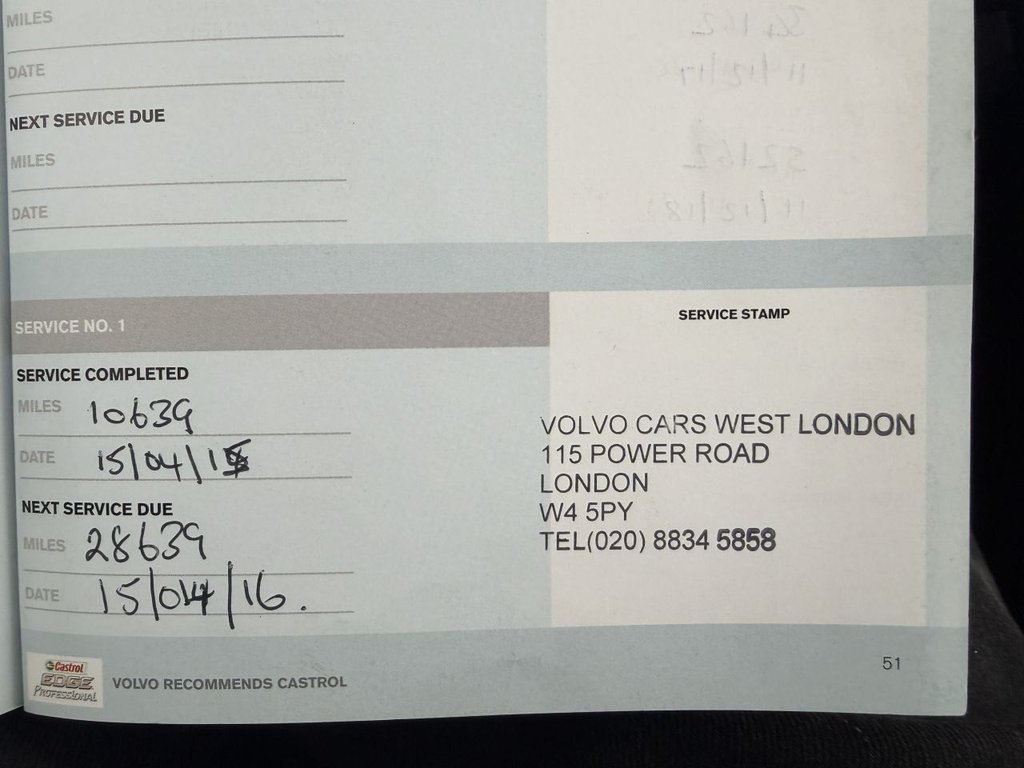 MILES
DATE
NEXT SERVICE DUE
MILES
DATE
SERVICE NO. 1
SERVICE STAMP
SERVICE COMPLETED
MILES 10639
DATE 15/04/15
NEXT SERVICE DUE
MILES 28639
DATE 15/04/16.
VOLVO CARS WEST LONDON
115 POWER ROAD
LONDON
W4 5PY
TEL(020) 8834 5858
Castrol
EDGE
PROFESSIONAL
VOLVO RECOMMENDS CASTROL
51